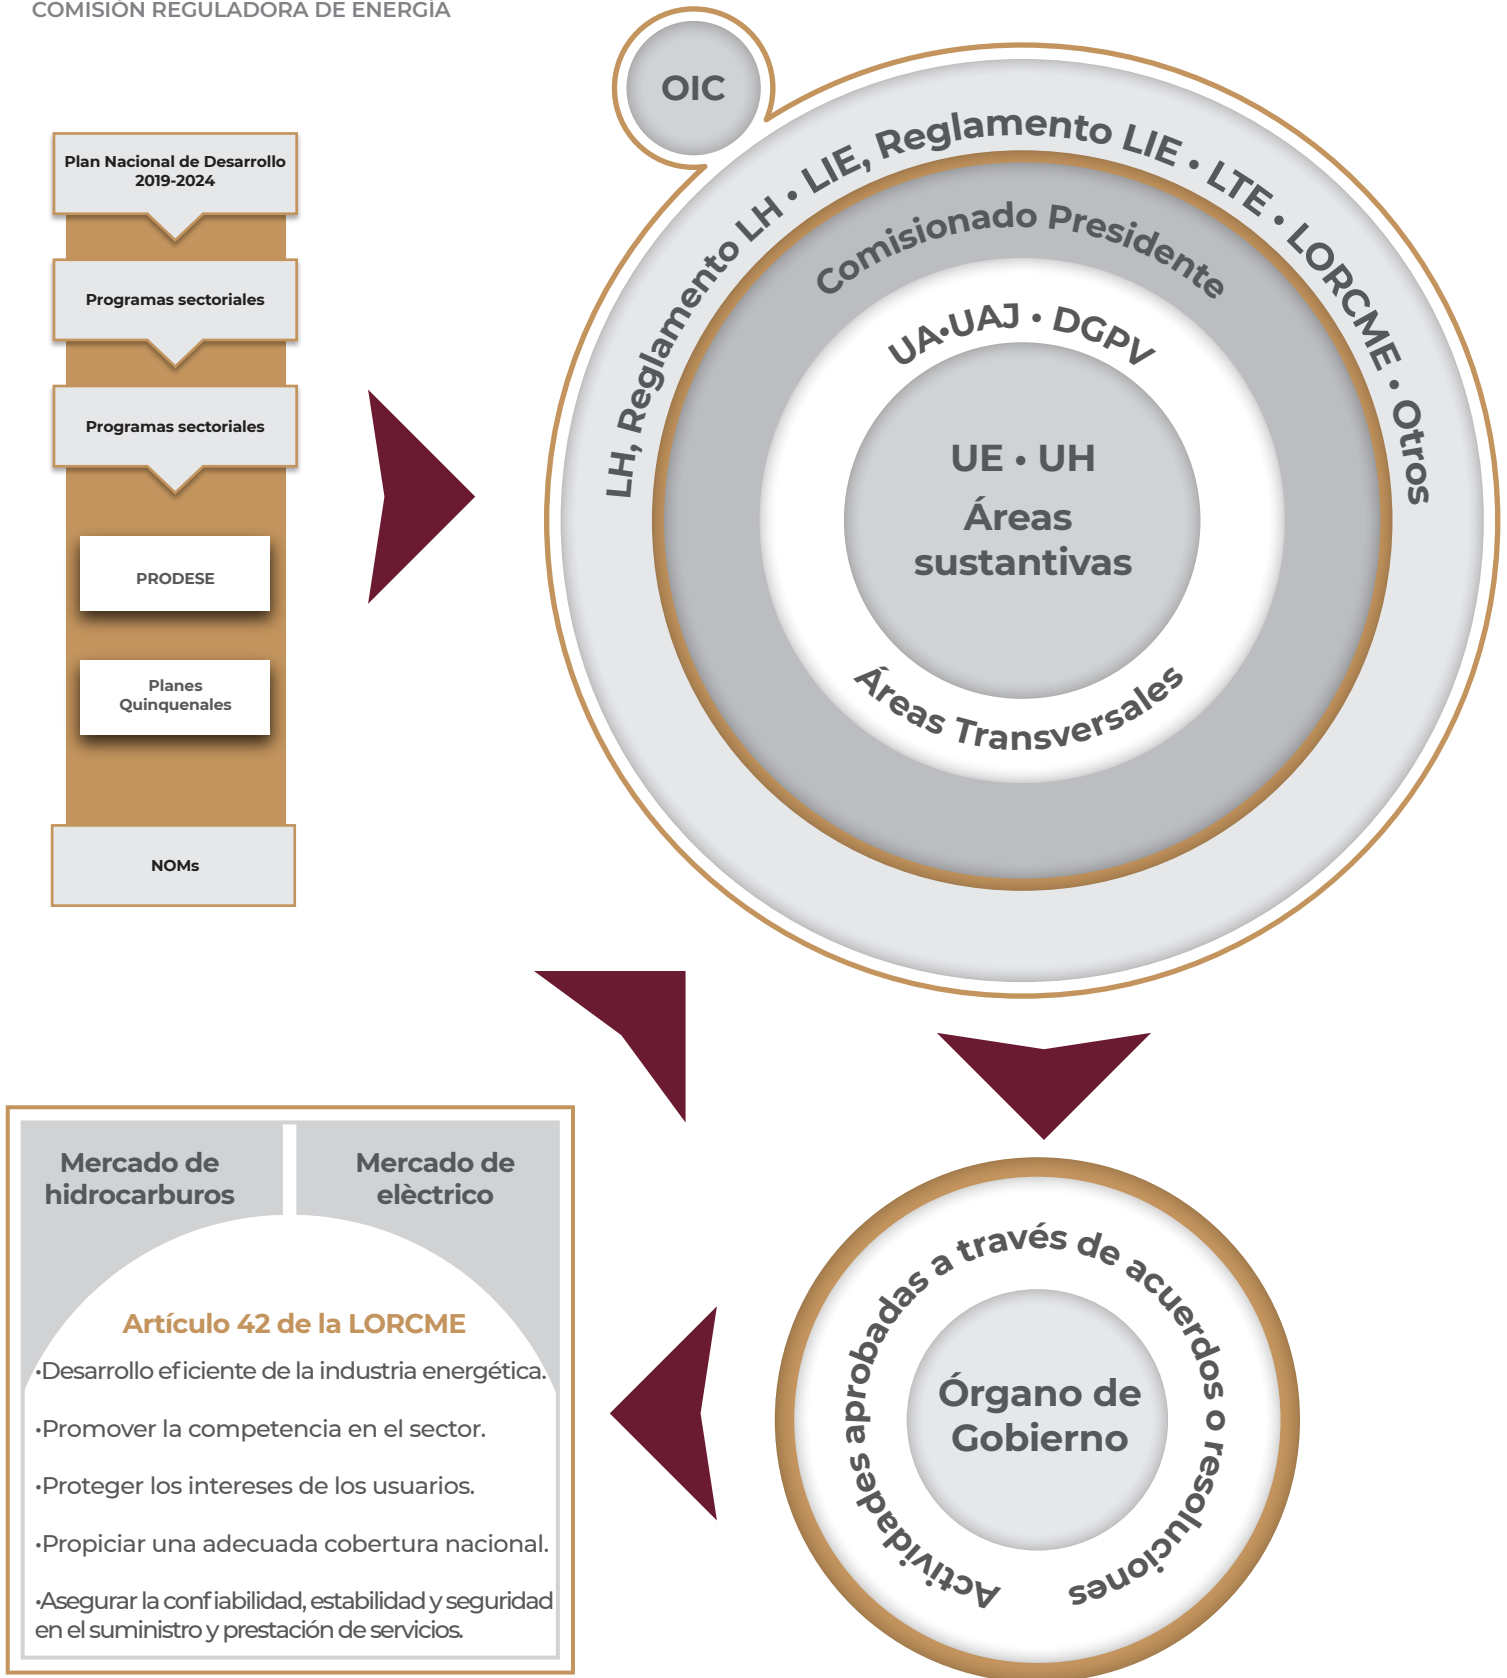 COMISIÓN REGULADORA DE ENERGÍA
OIC
Plan Nacional de Desarrollo
2019-2024
Programas sectoriales
Programas sectoriales
PRODESE
Planes
Quinquenales
NOMs
LH, Reglamento LH • LIE, Reglamento LIE • LTE • LORCME • Otros
Comisionado Presidente
UA•UAJ • DGPV
UE • UH
Áreas
sustantivas
Áreas Transversales
Mercado de
hidrocarburos
Mercado de
elèctrico
Artículo 42 de la LORCME
•Desarrollo eficiente de la industria energética.
•Promover la competencia en el sector.
•Proteger los intereses de los usuarios.
•Propiciar una adecuada cobertura nacional.
•Asegurar la confiabilidad, estabilidad y seguridad
en el suministro y prestación de servicios.
Actividades aprobadas a través de acuerdos o resoluciones
Órgano de
Gobierno